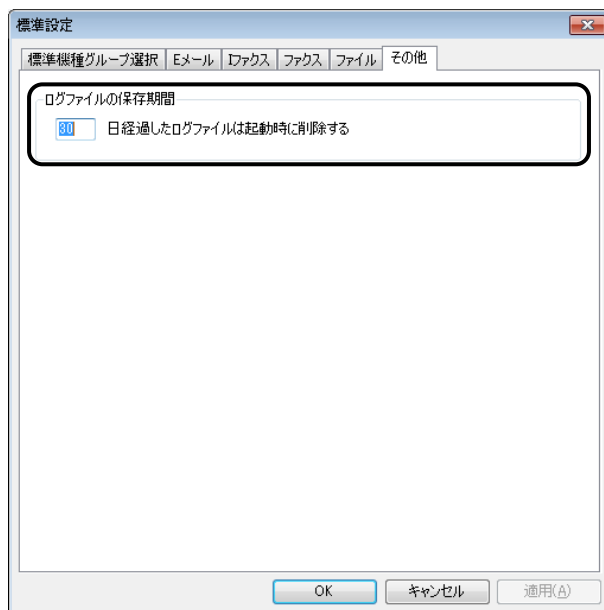 標準設定
標準機種グループ選択 Eメール Iファクス ファクス ファイル その他
ログファイルの保存期間
30 日経過したログファイルは起動時に削除する
OK キャンセル 適用(A)